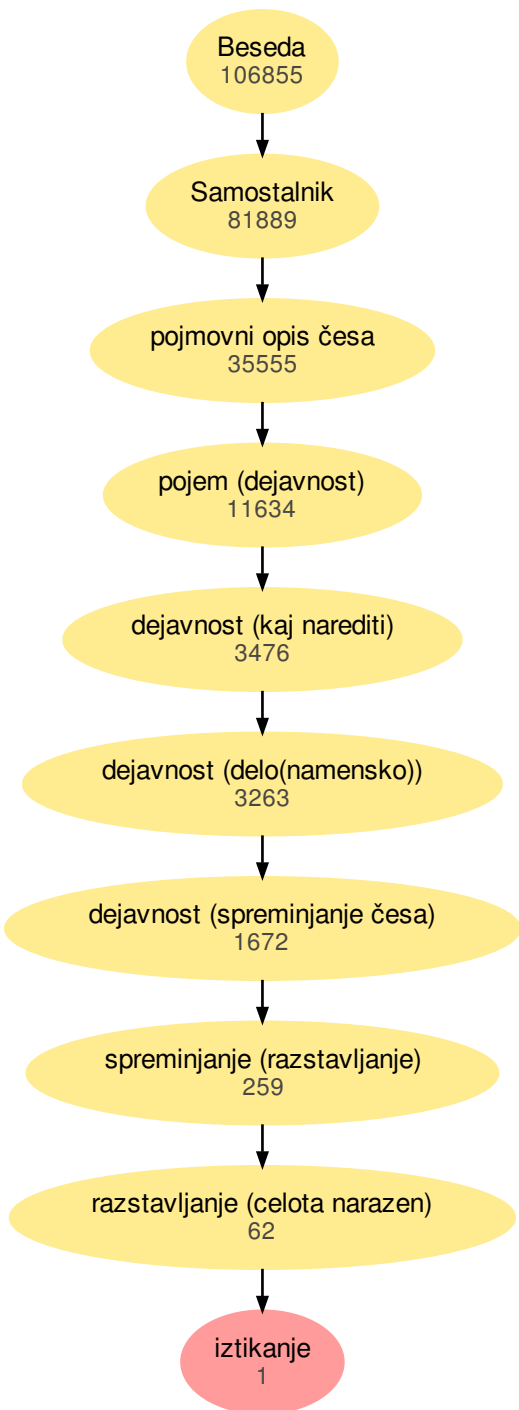 Beseda
106855
Samostalnik
81889
pojmovni opis česa
35555
pojem (dejavnost)
11634
dejavnost (kaj narediti)
3476
dejavnost (delo(namensko))
3263
dejavnost (spreminjanje česa)
1672
spreminjanje (razstavljanje)
259
razstavljanje (celota narazen)
62
iztikanje
1